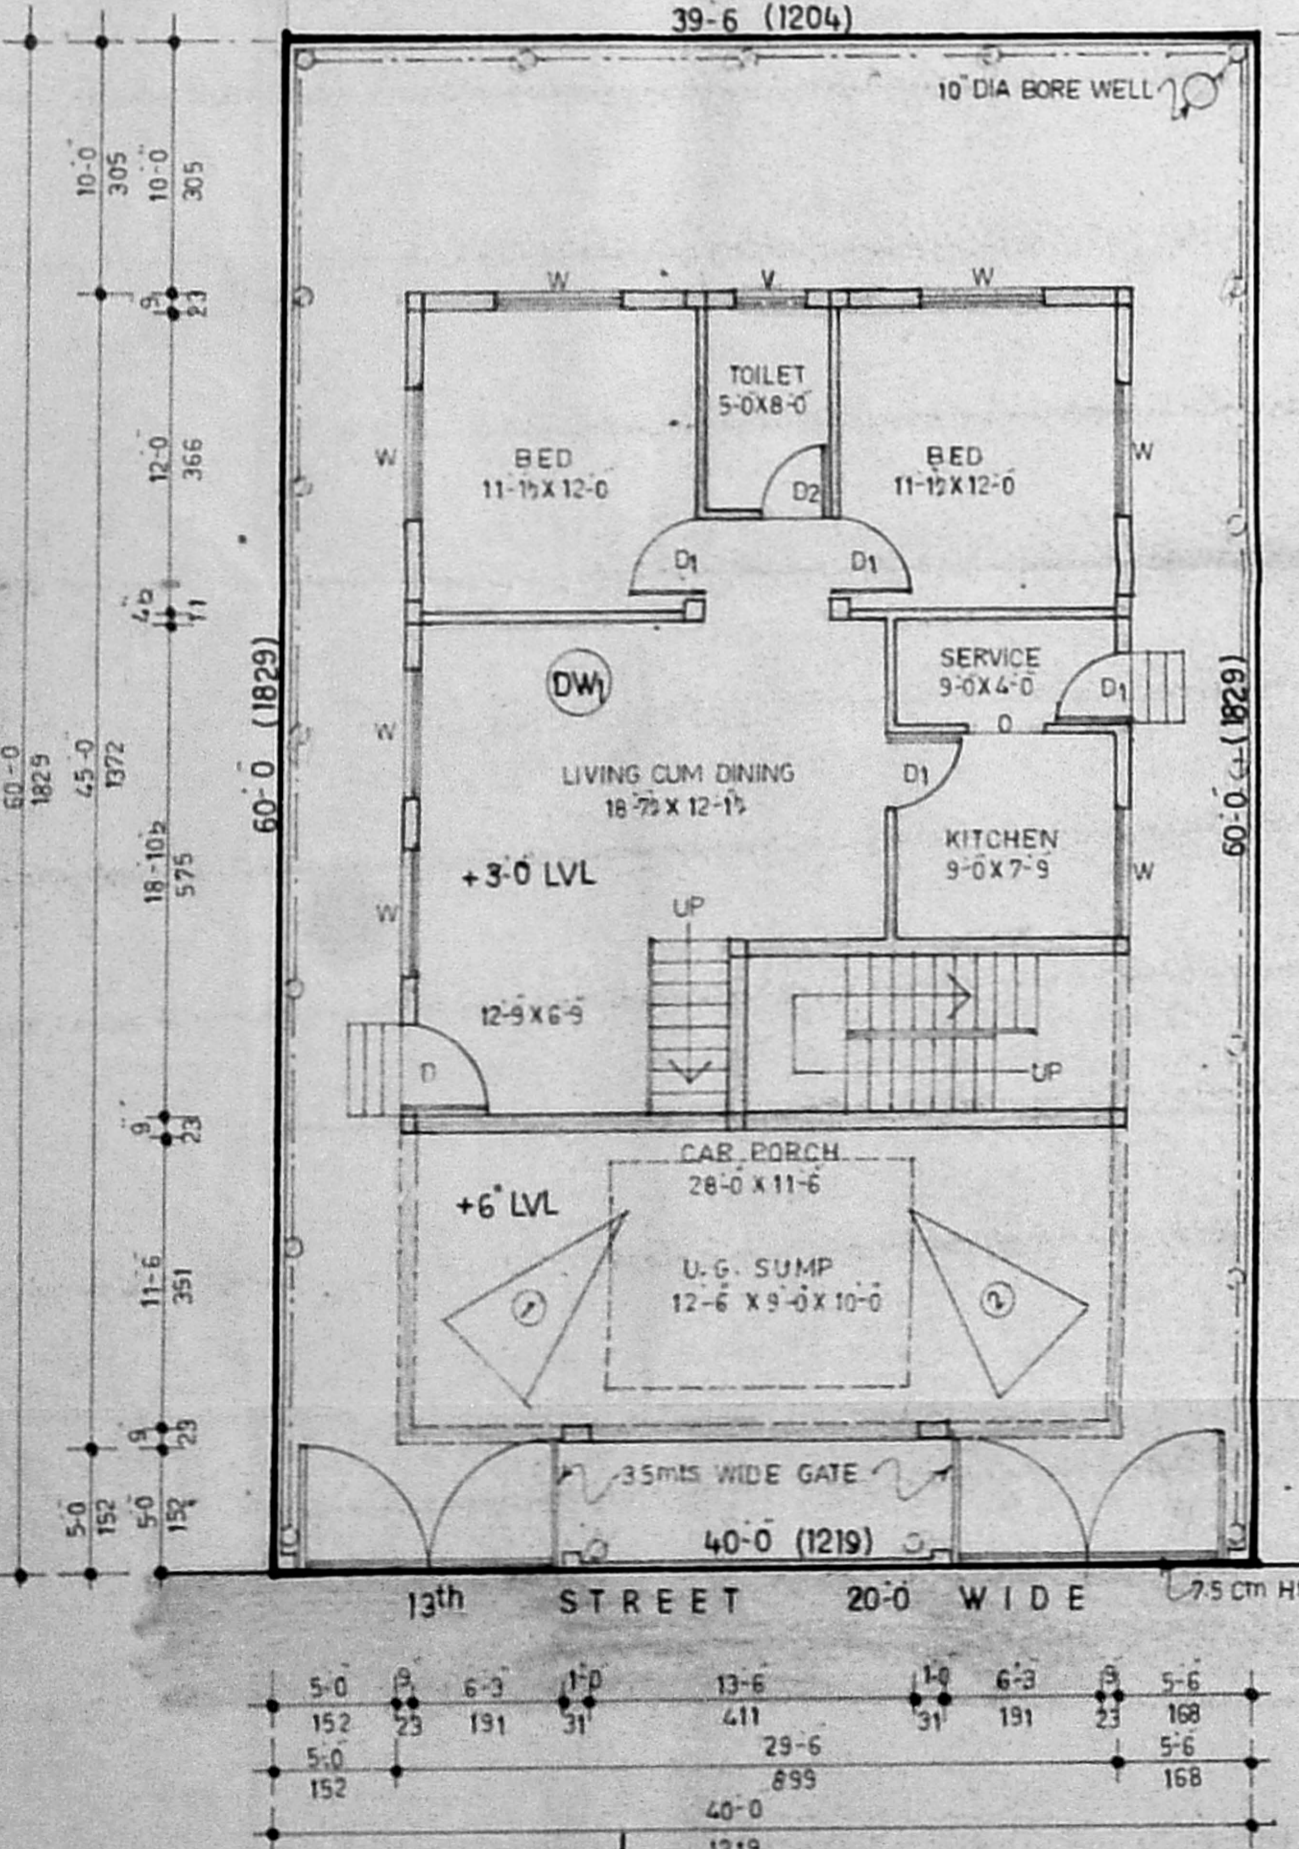 39-6 (1204)
10" DIA BORE WELL
10-0
305
10-0"
305
W
V
W
9
23
TOILET
5-0X8-0
12-0
366
W
BED
11-1½X12-0
D2
BED
11-1½X12-0
W
D1
D1
4½
11
60-0 (1829)
DW1
SERVICE
9-0X4-0
D1
O
60-0 (1829)
60-0
1829
45-0
1372
W
LIVING CUM DINING
18-7½ X 12-1½
D1
KITCHEN
9-0X7-9
18-10½
575
+3-0 LVL
W
W
UP
12-9X6-9
D
UP
9
23
CAR PORCH
28-0 X 11-6
+6" LVL
11-6
351
U.G. SUMP
12-6 X 9-0X 10-0
1
2
9
23
3.5mts WIDE GATE
5-0
152
5-0
152
40-0 (1219)
13th STREET 20-0 WIDE
7.5 cm
5-0 9 6-3 1-0 13-6 1-0 6-3 9 5-6
152 23 191 31 411 31 191 23 168
5-0 29-6 5-6
152 899 168
40-0
1219